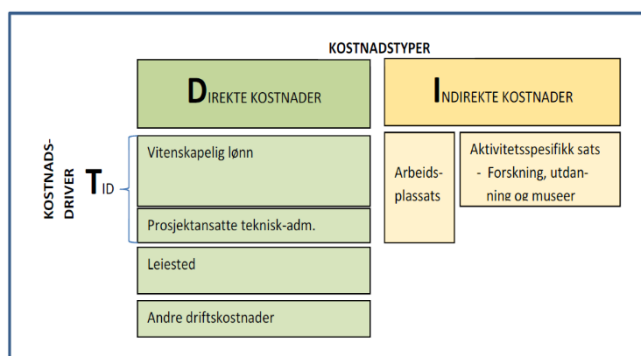 KOSTNADSTYPER
DIREKTE KOSTNADER
INDIREKTE KOSTNADER
KOSTNADS-
DRIVER
TID
Vitenskapelig lønn
Prosjektansatte teknisk-adm.
Leiested
Andre driftskostnader
Arbeids-
plassats
Aktivitetsspesifikk sats
- Forskning, utdan-
ning og museer